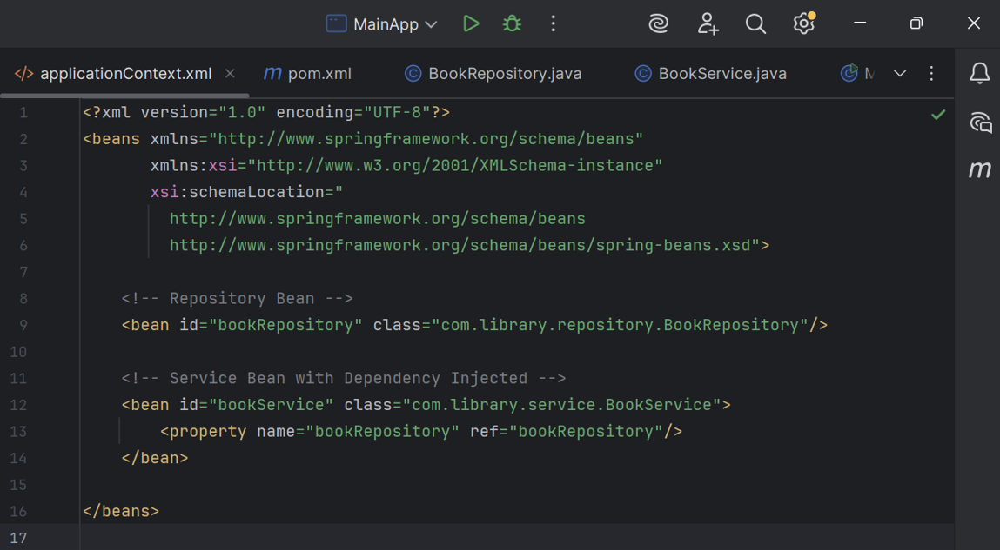 MainApp
applicationContext.xml
pom.xml
BookRepository.java
BookService.java
M
1 <?xml version="1.0" encoding="UTF-8"?>
2 <beans xmlns="http://www.springframework.org/schema/beans"
3 xmlns:xsi="http://www.w3.org/2001/XMLSchema-instance"
4 xsi:schemaLocation="
5 http://www.springframework.org/schema/beans
6 http://www.springframework.org/schema/beans/spring-beans.xsd">
7
8 <!-- Repository Bean -->
9 <bean id="bookRepository" class="com.library.repository.BookRepository"/>
10
11 <!-- Service Bean with Dependency Injected -->
12 <bean id="bookService" class="com.library.service.BookService">
13 <property name="bookRepository" ref="bookRepository"/>
14 </bean>
15
16 </beans>
17